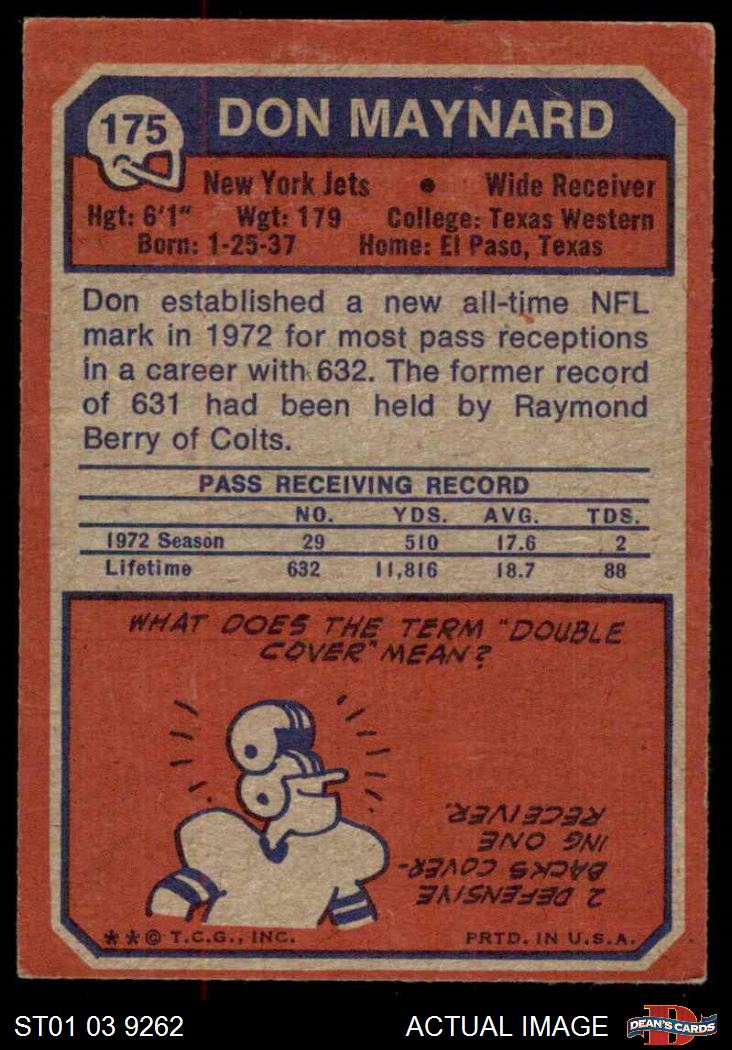 175
DON MAYNARD
New York Jets • Wide Receiver
Hgt: 6'1" Wgt: 179 College: Texas Western
Born: 1-25-37 Home: El Paso, Texas
Don established a new all-time NFL
mark in 1972 for most pass receptions
in a career with 632. The former record
of 631 had been held by Raymond
Berry of Colts.
PASS RECEIVING RECORD
NO. YDS. AVG. TDS.
1972 Season 29 510 17.6 2
Lifetime 632 11,816 18.7 88
WHAT DOES THE TERM "DOUBLE
COVER" MEAN?
2 DEFENSIVE
BACKS COVER-
ING ONE
RECEIVER.
** © T.C.G., INC. PRTD. IN U.S.A.
ST01 03 9262 ACTUAL IMAGE D DEAN'S CARDS